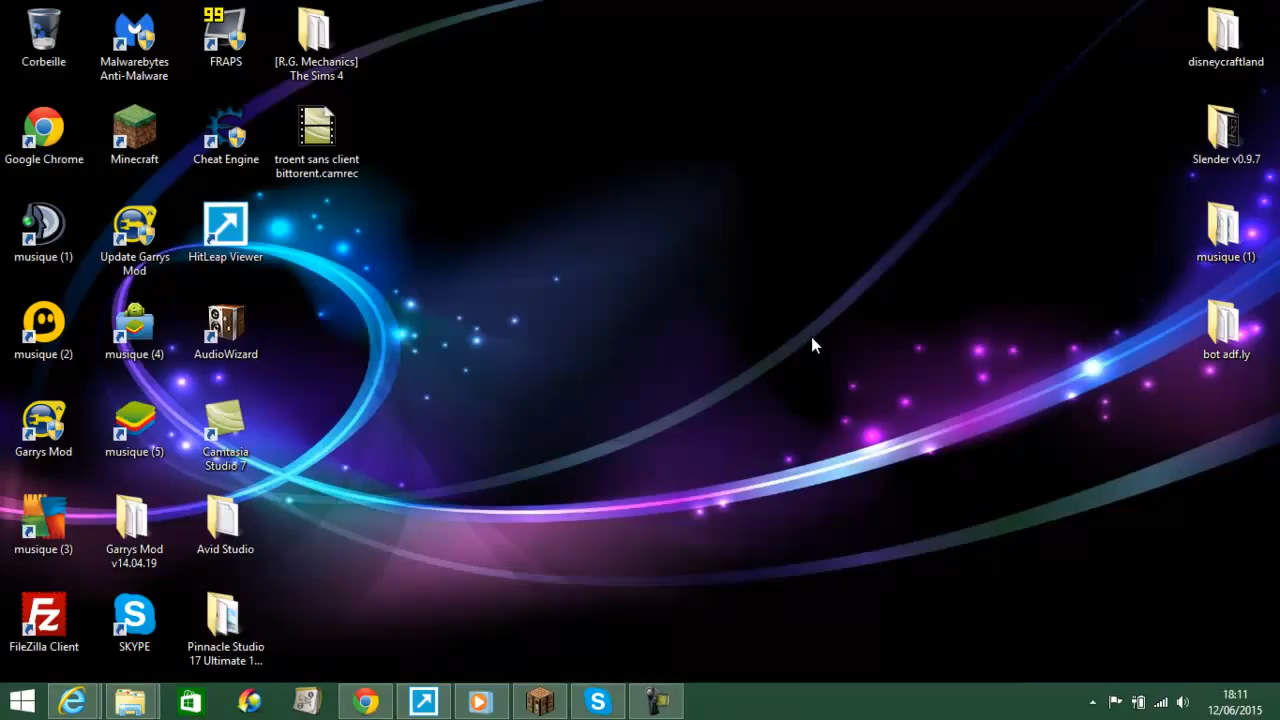 Corbeille
Malwarebytes
Anti-Malware
99
FRAPS
[R.G. Mechanics]
The Sims 4
disneycraftland
Google Chrome
Minecraft
Cheat Engine
troent sans client
bittorent.camrec
Slender v0.9.7
musique (1)
Update Garrys
Mod
HitLeap Viewer
musique (1)
musique (2)
musique (4)
AudioWizard
bot adf.ly
Garrys Mod
musique (5)
Camtasia
Studio 7
musique (3)
Garrys Mod
v14.04.19
Avid Studio
Fz
FileZilla Client
S
SKYPE
Pinnacle Studio
17 Ultimate 1...
S
18:11
12/06/2015